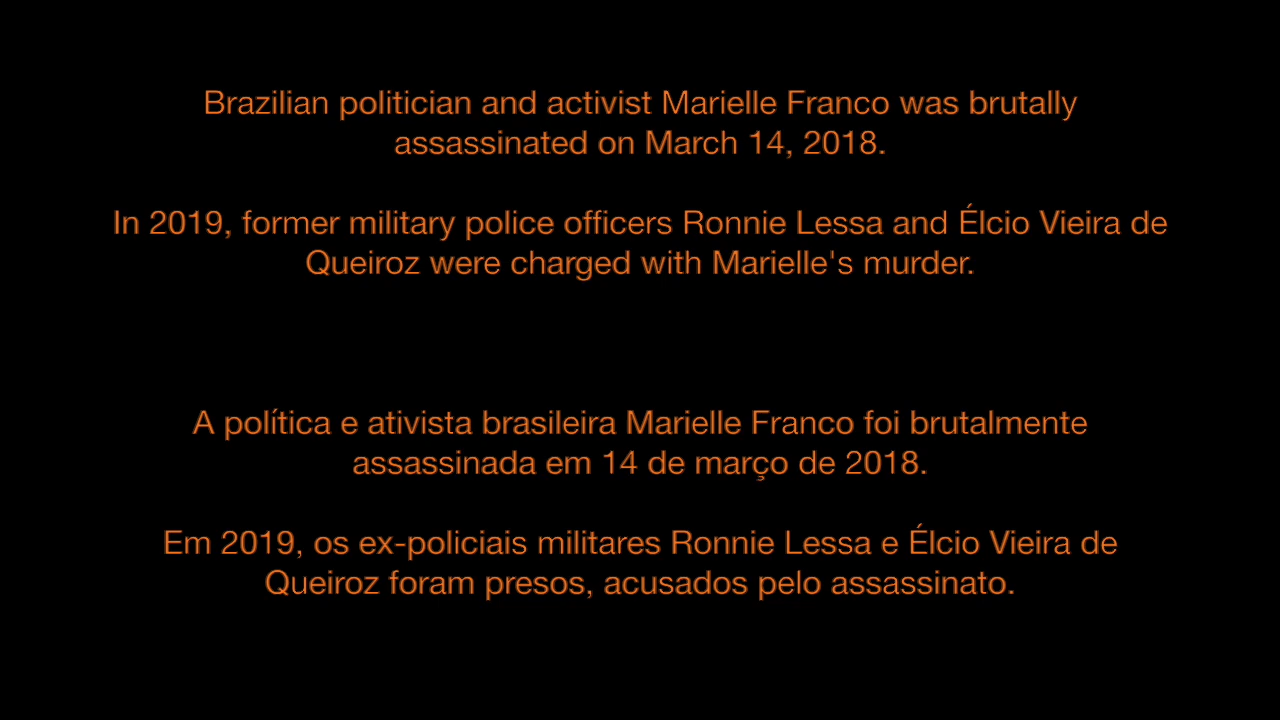 Brazilian politician and activist Marielle Franco was brutally
assassinated on March 14, 2018.
In 2019, former military police officers Ronnie Lessa and Élcio Vieira de
Queiroz were charged with Marielle's murder.
A política e ativista brasileira Marielle Franco foi brutalmente
assassinada em 14 de março de 2018.
Em 2019, os ex-policiais militares Ronnie Lessa e Élcio Vieira de
Queiroz foram presos, acusados pelo assassinato.